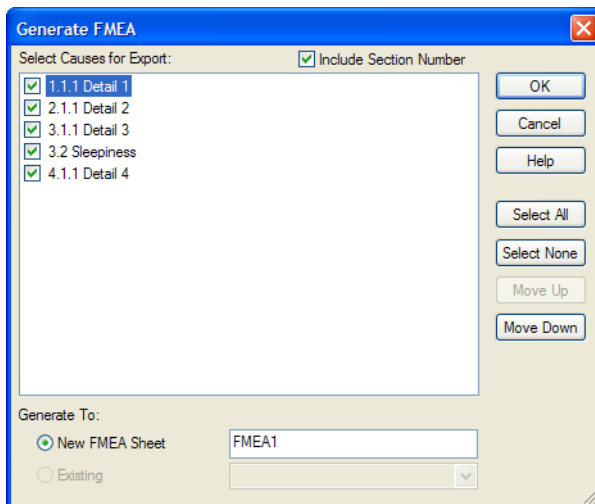 Generate FMEA
Select Causes for Export:
Include Section Number
1.1.1 Detail 1
2.1.1 Detail 2
3.1.1 Detail 3
3.2 Sleepiness
4.1.1 Detail 4
OK
Cancel
Help
Select All
Select None
Move Up
Move Down
Generate To:
New FMEA Sheet
FMEA1
Existing